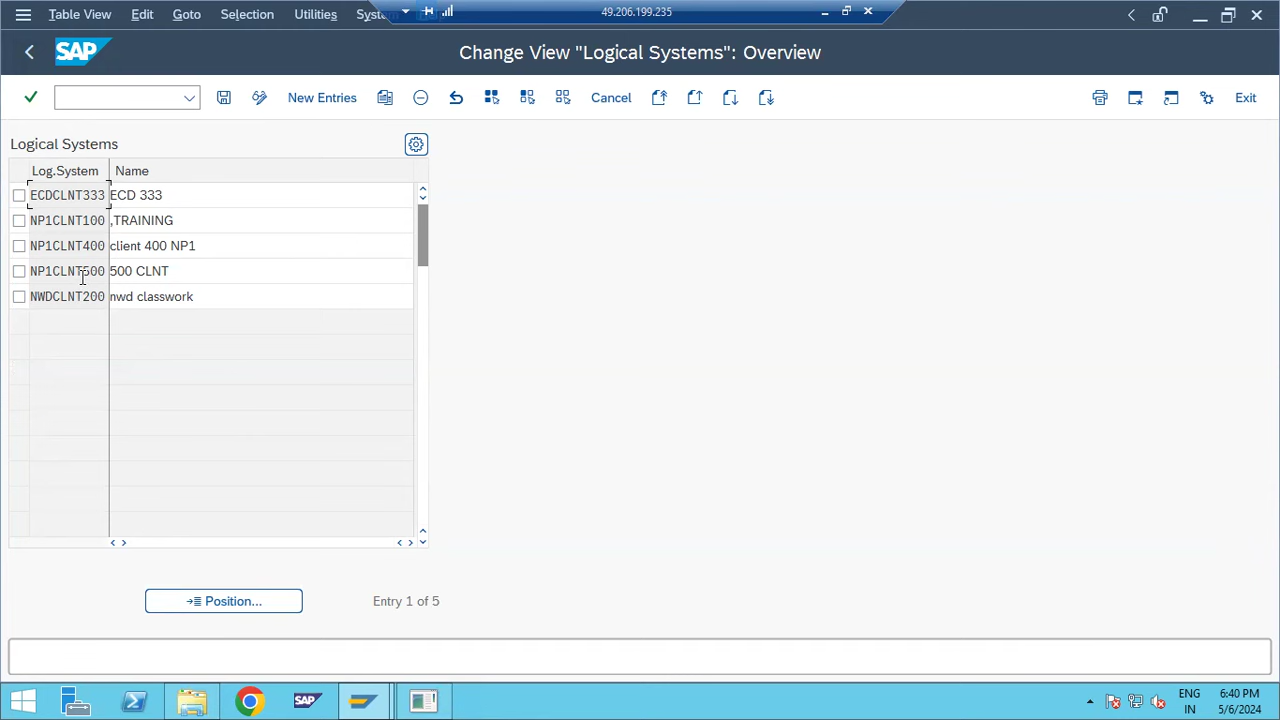 Table View Edit Goto Selection Utilities System 49.206.199.235
SAP Change View "Logical Systems": Overview
New Entries Cancel Exit
Logical Systems
Log.System Name
ECDCLNT333 ECD 333
NP1CLNT100 ,TRAINING
NP1CLNT400 client 400 NP1
NP1CLNT500 500 CLNT
NWDCLNT200 nwd classwork
Position... Entry 1 of 5
SAP ENG 6:40 PM
IN 5/6/2024